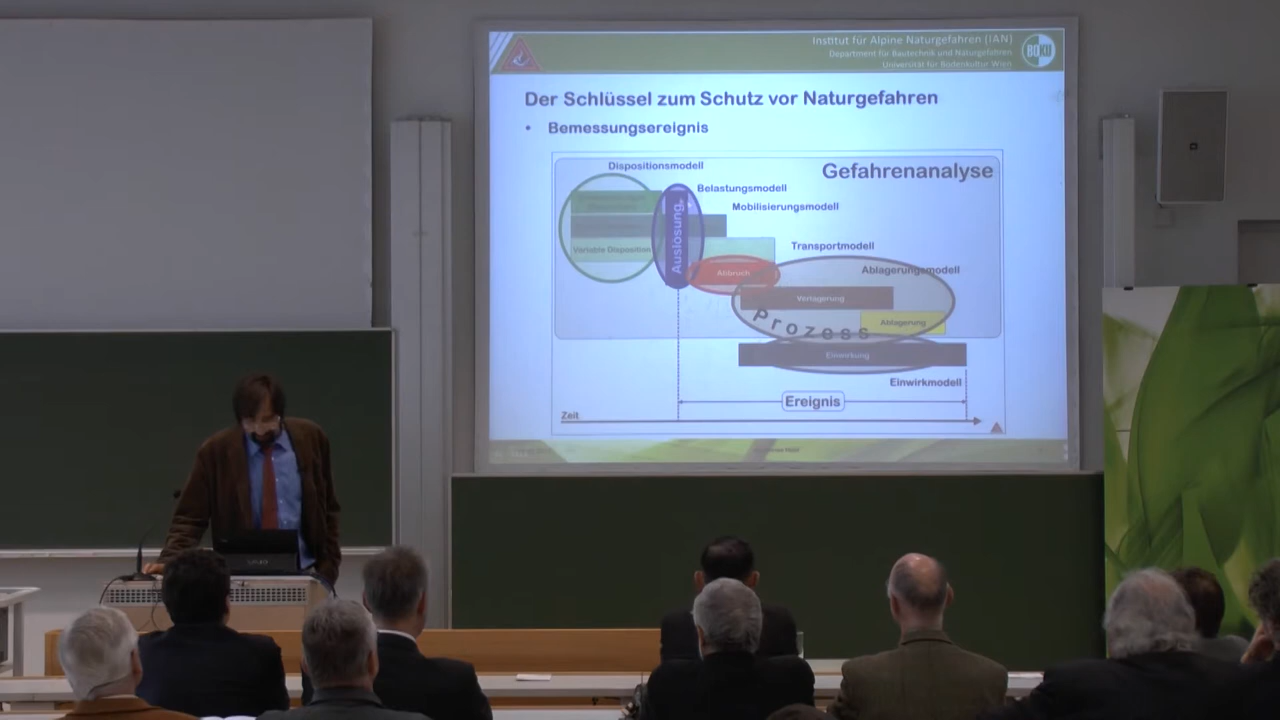 Institut für Alpine Naturgefahren (IAN)
Department für Bautechnik und Naturgefahren
Universität für Bodenkultur Wien
BOKU
Der Schlüssel zum Schutz vor Naturgefahren
• Bemessungsereignis
Gefahrenanalyse
Dispositionsmodell
Belastungsmodell
Mobilisierungsmodell
Auslösung
Variable Disposition
Transportmodell
Abbruch
Ablagerungsmodell
Verlagerung
Prozess
Ablagerung
Einwirkung
Einwirkmodell
Ereignis
Zeit
VAIO